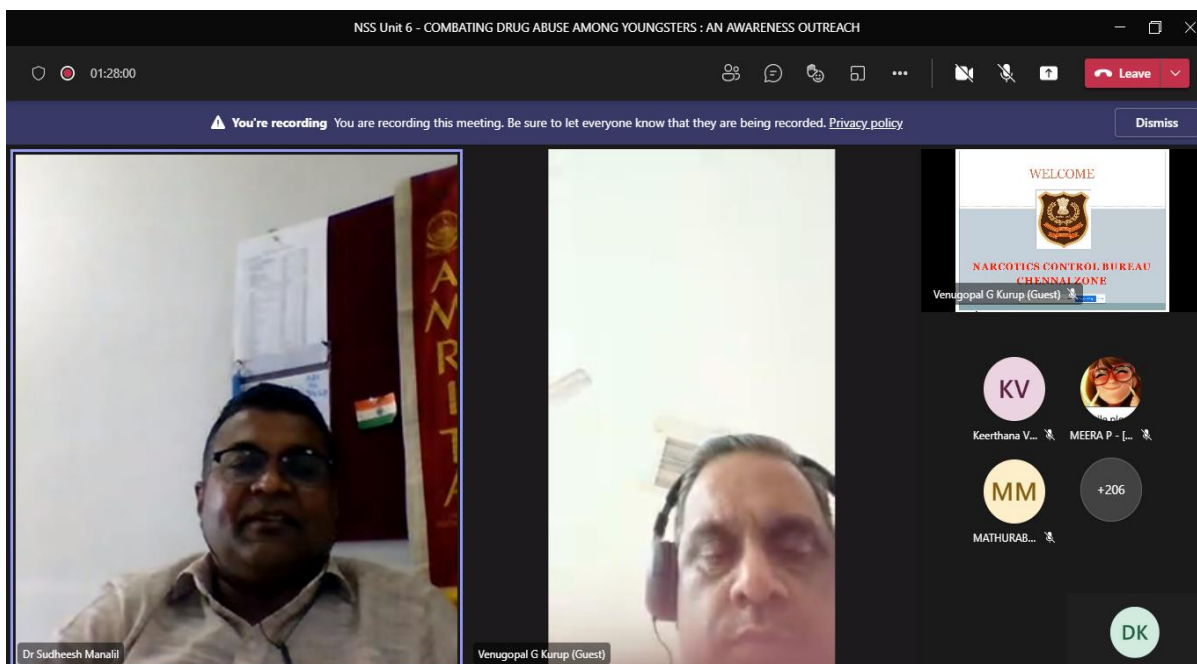 NSS Unit 6 - COMBATING DRUG ABUSE AMONG YOUNGSTERS : AN AWARENESS OUTREACH
01:28:00
Leave
You're recording You are recording this meeting. Be sure to let everyone know that they are being recorded. Privacy policy
Dismiss
AMRITA
Dr Sudheesh Manalil
Venugopal G Kurup (Guest)
WELCOME
NARCOTICS CONTROL BUREAU
CHENNAI ZONE
Venugopal G Kurup (Guest)
KV
Keerthana V...
MEERA P - [...
MM
MATHURAB...
+206
DK